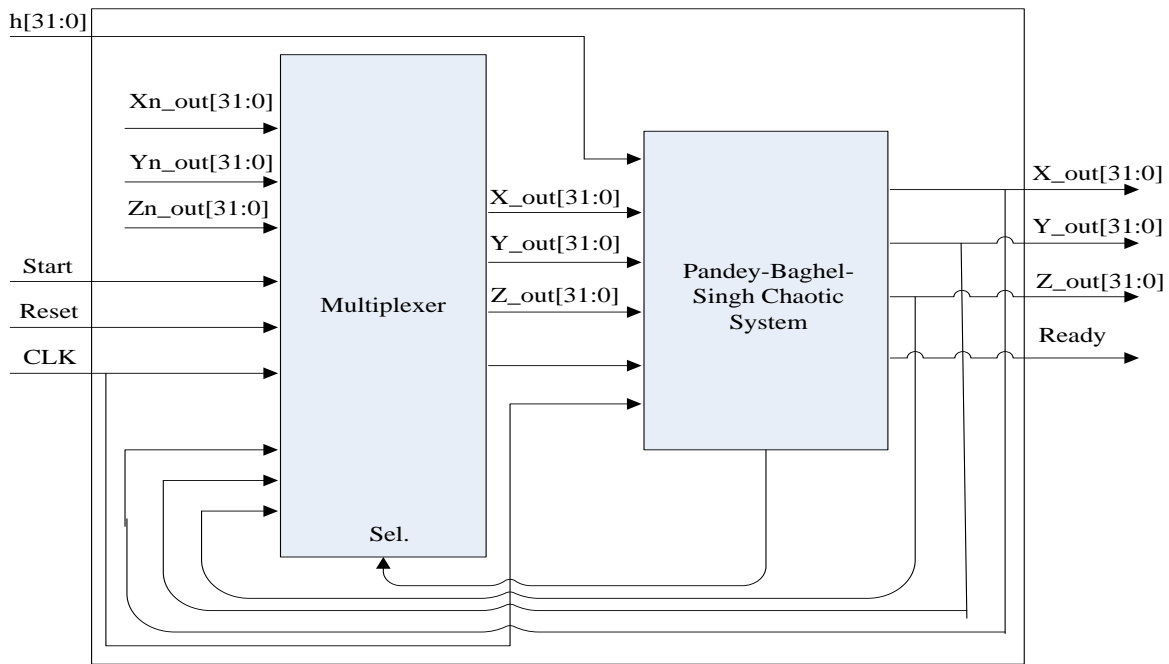 h[31:0]
Xn_out[31:0]
Yn_out[31:0]
Zn_out[31:0]
Start
Reset
CLK
Multiplexer
Sel.
X_out[31:0]
Y_out[31:0]
Z_out[31:0]
Pandey-Baghel-
Singh Chaotic
System
X_out[31:0]
Y_out[31:0]
Z_out[31:0]
Ready